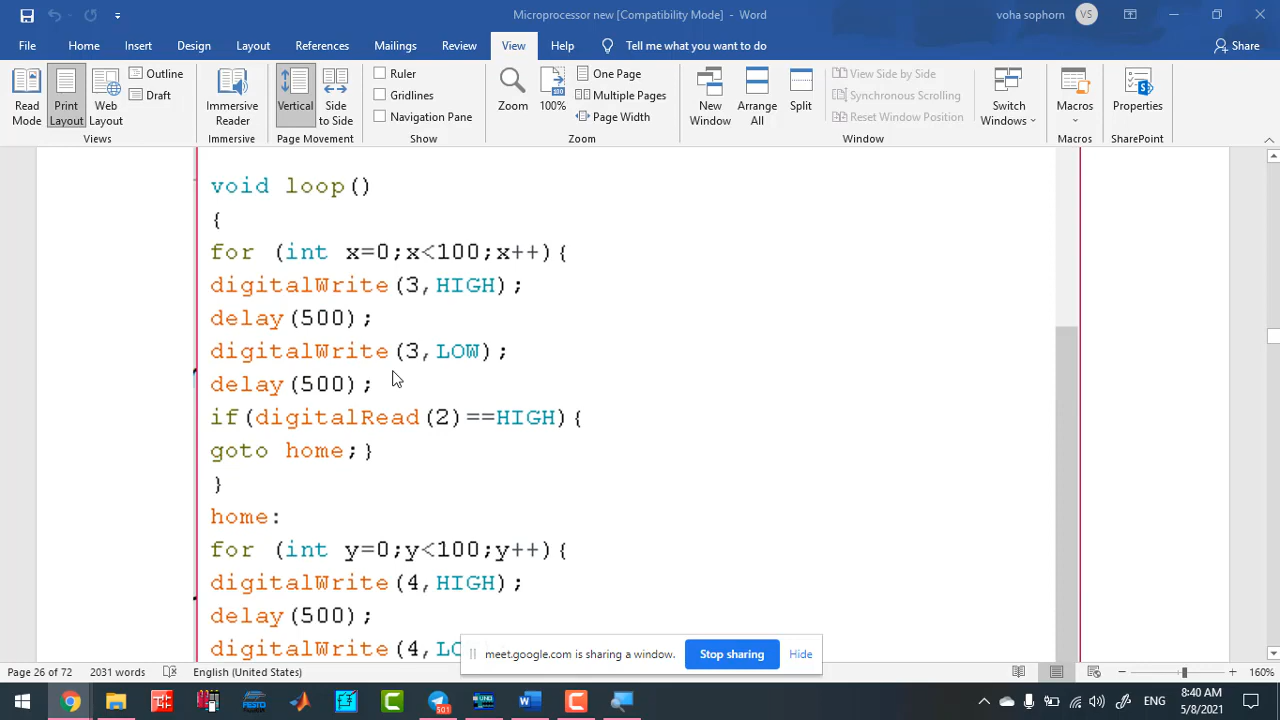 Microprocessor new [Compatibility Mode] - Word
voha sophorn
VS
File
Home
Insert
Design
Layout
References
Mailings
Review
View
Help
Tell me what you want to do
Share
Read Mode
Print Layout
Web Layout
Outline
Draft
Views
Immersive Reader
Immersive
Vertical
Side to Side
Page Movement
Ruler
Gridlines
Navigation Pane
Show
Zoom
100%
One Page
Multiple Pages
Page Width
Zoom
New Window
Arrange All
Split
View Side by Side
Synchronous Scrolling
Reset Window Position
Window
Switch Windows
Macros
Macros
Properties
SharePoint
void loop()
{
for (int x=0;x<100;x++){
digitalWrite(3,HIGH);
delay(500);
digitalWrite(3,LOW);
delay(500);
if(digitalRead(2)==HIGH){
goto home;}
}
home:
for (int y=0;y<100;y++){
digitalWrite(4,HIGH);
delay(500);
digitalWrite(4,LO
meet.google.com is sharing a window.
Stop sharing
Hide
Page 26 of 72
2031 words
English (United States)
160%
FESTO
501
ENG
8:40 AM
5/8/2021